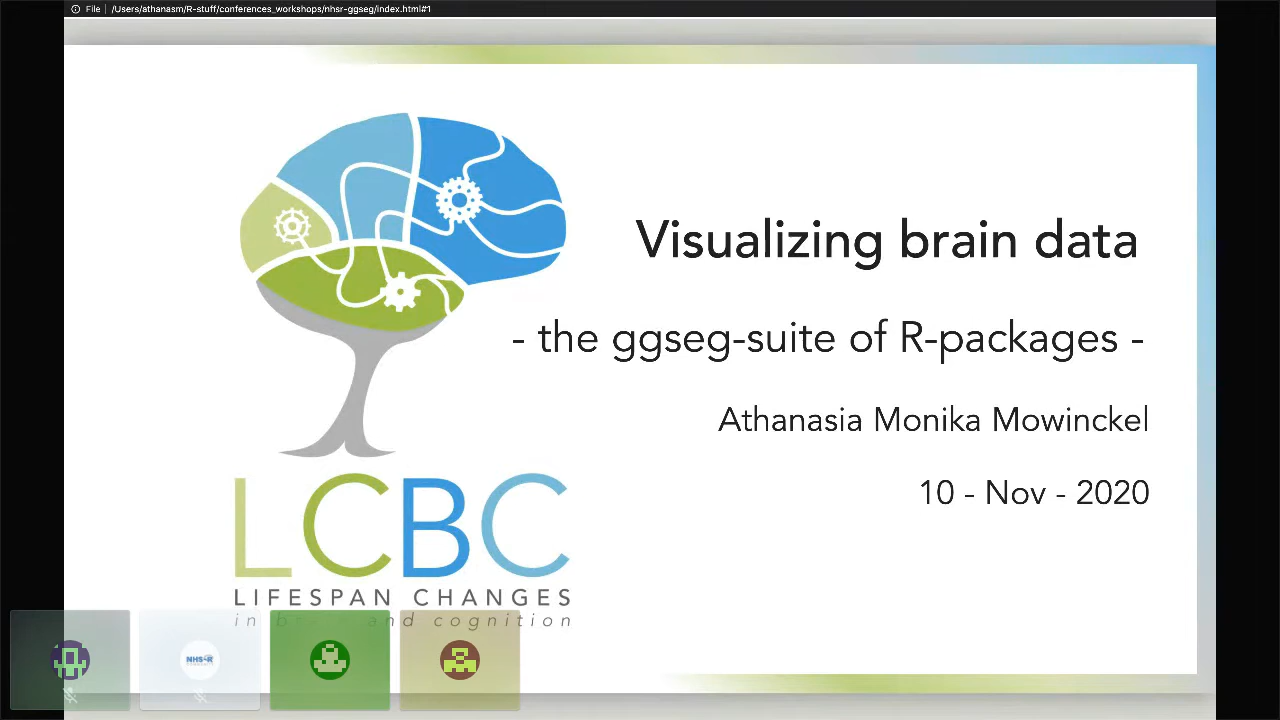 File | /Users/athanasm/R-stuff/conferences_workshops/nhsr-ggseg/index.html#1
Visualizing brain data
- the ggseg-suite of R-packages -
Athanasia Monika Mowinckel
10 - Nov - 2020
LCBC
LIFESPAN CHANGES
in brain and cognition
NHS-R